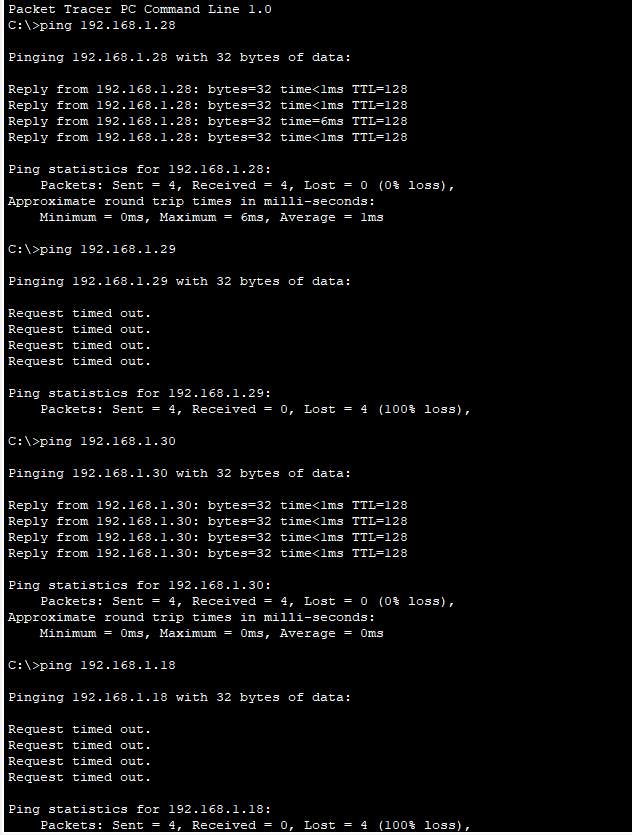 Packet Tracer PC Command Line 1.0
C:\>ping 192.168.1.28
Pinging 192.168.1.28 with 32 bytes of data:
Reply from 192.168.1.28: bytes=32 time<1ms TTL=128
Reply from 192.168.1.28: bytes=32 time<1ms TTL=128
Reply from 192.168.1.28: bytes=32 time=6ms TTL=128
Reply from 192.168.1.28: bytes=32 time<1ms TTL=128
Ping statistics for 192.168.1.28:
    Packets: Sent = 4, Received = 4, Lost = 0 (0% loss),
Approximate round trip times in milli-seconds:
    Minimum = 0ms, Maximum = 6ms, Average = 1ms
C:\>ping 192.168.1.29
Pinging 192.168.1.29 with 32 bytes of data:
Request timed out.
Request timed out.
Request timed out.
Request timed out.
Ping statistics for 192.168.1.29:
    Packets: Sent = 4, Received = 0, Lost = 4 (100% loss),
C:\>ping 192.168.1.30
Pinging 192.168.1.30 with 32 bytes of data:
Reply from 192.168.1.30: bytes=32 time<1ms TTL=128
Reply from 192.168.1.30: bytes=32 time<1ms TTL=128
Reply from 192.168.1.30: bytes=32 time<1ms TTL=128
Reply from 192.168.1.30: bytes=32 time<1ms TTL=128
Ping statistics for 192.168.1.30:
    Packets: Sent = 4, Received = 4, Lost = 0 (0% loss),
Approximate round trip times in milli-seconds:
    Minimum = 0ms, Maximum = 0ms, Average = 0ms
C:\>ping 192.168.1.18
Pinging 192.168.1.18 with 32 bytes of data:
Request timed out.
Request timed out.
Request timed out.
Request timed out.
Ping statistics for 192.168.1.18:
    Packets: Sent = 4, Received = 0, Lost = 4 (100% loss),